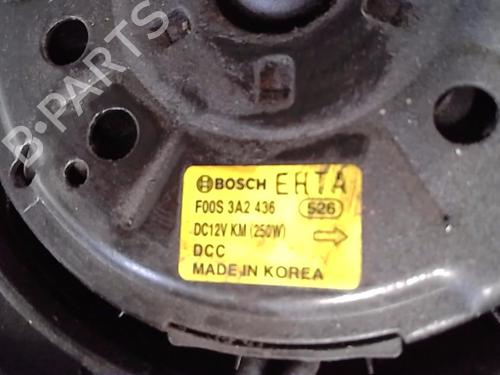 B-PARTS
BOSCH EHTA
F00S 3A2 436 526
DC12V KM (250W)
DCC
MADE IN KOREA